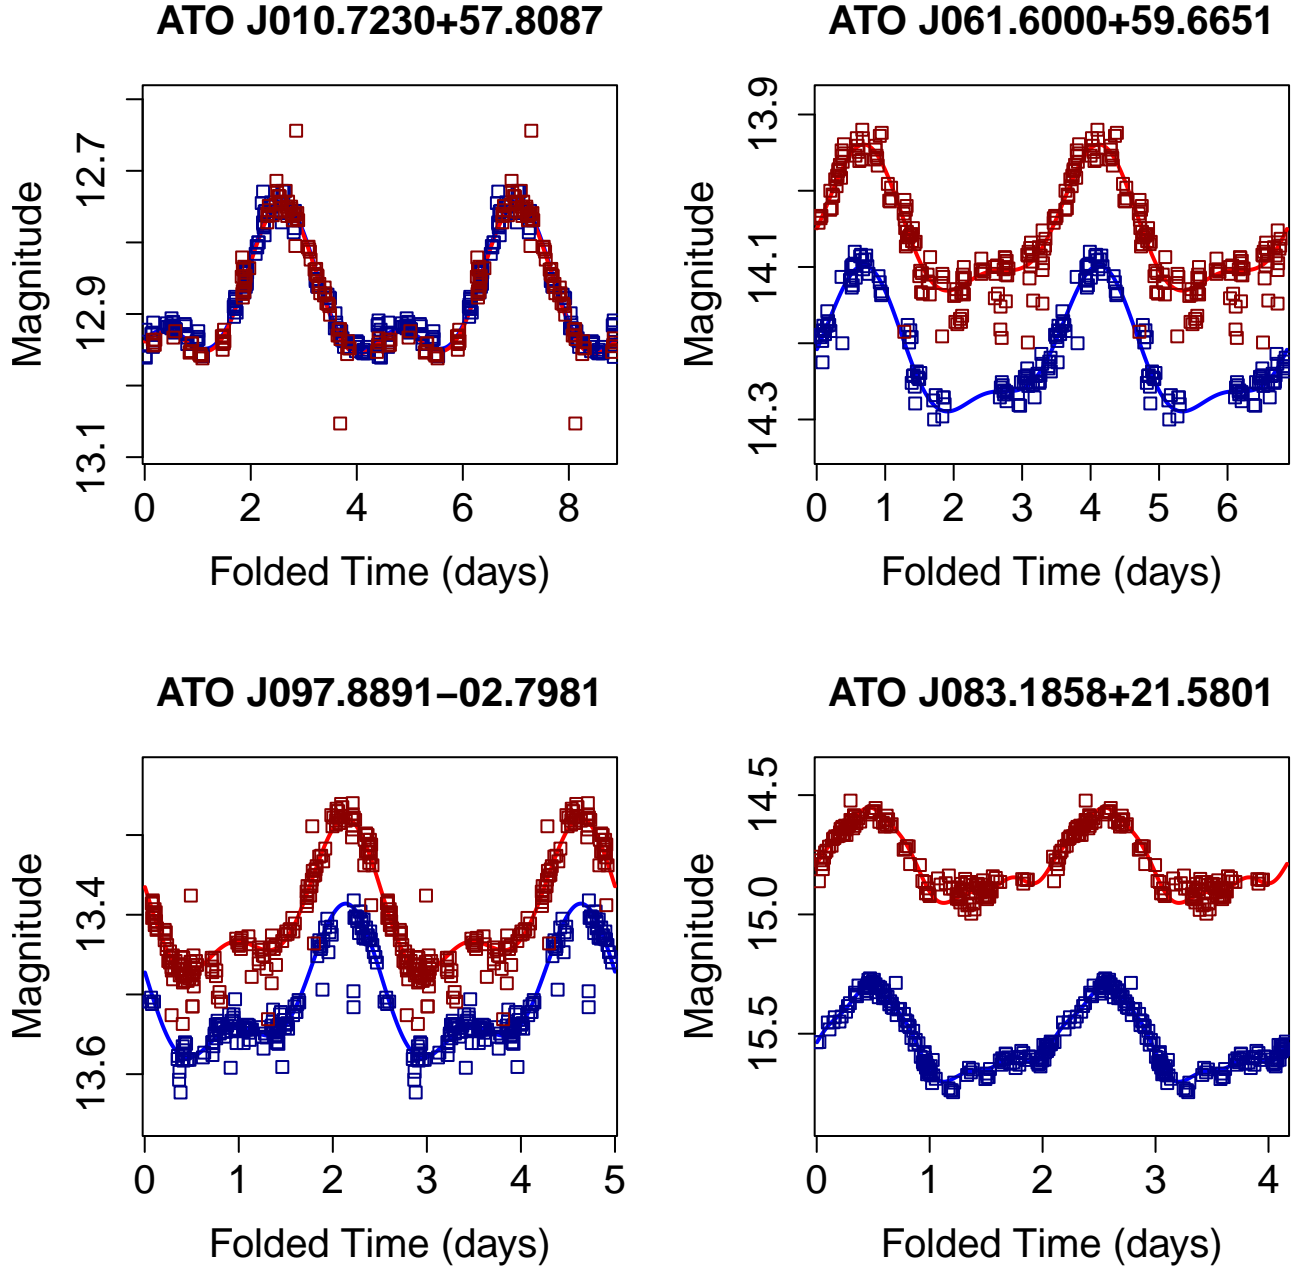 ATO J010.7230+57.8087
Magnitude
12.7
12.9
13.1
0 2 4 6 8
Folded Time (days)
ATO J061.6000+59.6651
Magnitude
13.9
14.1
14.3
0 1 2 3 4 5 6
Folded Time (days)
ATO J097.8891−02.7981
Magnitude
13.4
13.6
0 1 2 3 4 5
Folded Time (days)
ATO J083.1858+21.5801
Magnitude
14.5
15.0
15.5
0 1 2 3 4
Folded Time (days)